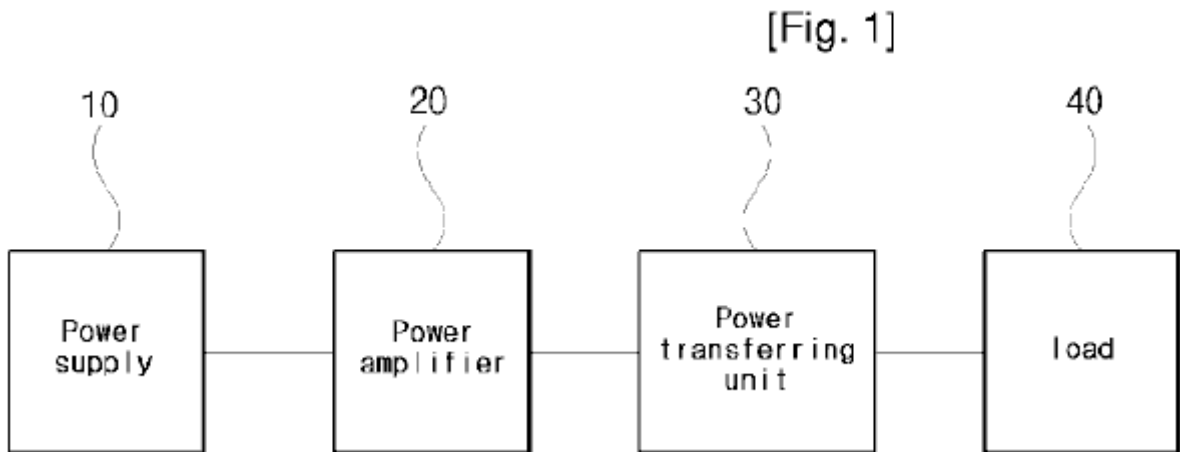 [Fig. 1]
10
20
30
40
Power
supply
Power
amplifier
Power
transferring
unit
load